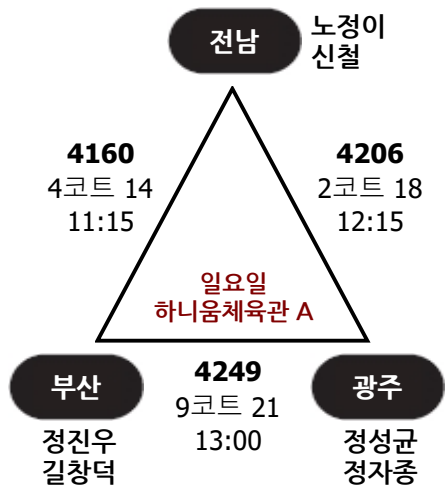 전남
노정이
신철
4160
4코트 14
11:15
4206
2코트 18
12:15
일요일
하니움체육관 A
부산
정진우
길창덕
4249
9코트 21
13:00
광주
정성균
정자종